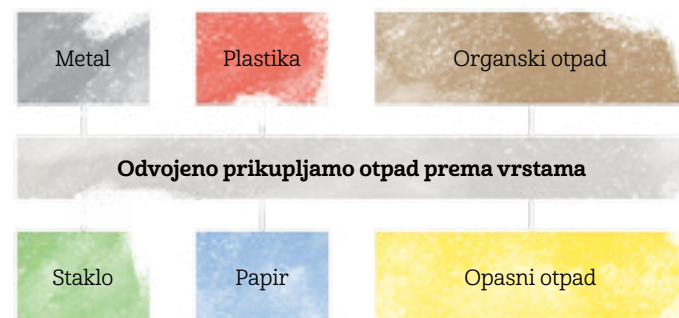 Metal
Plastika
Organski otpad
Odvojeno prikupljamo otpad prema vrstama
Staklo
Papir
Opasni otpad